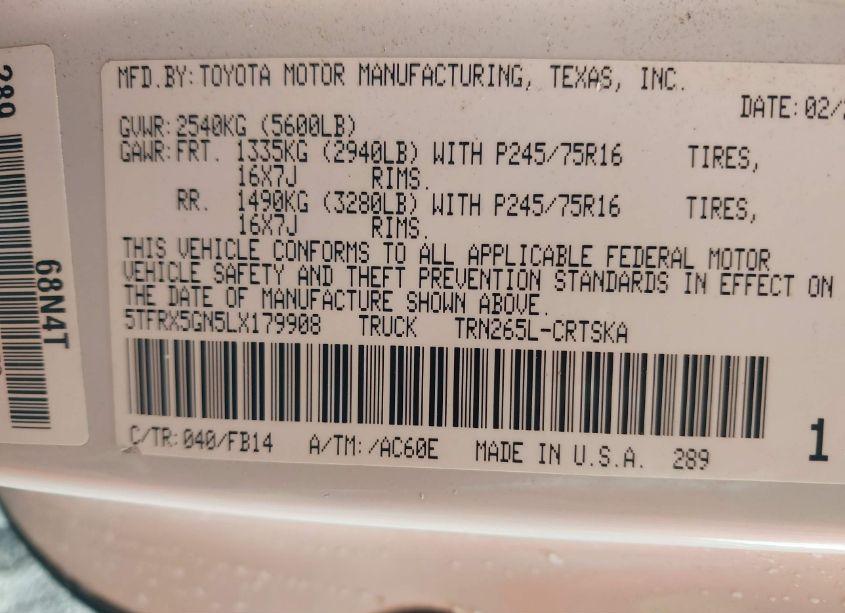 MFD.BY:TOYOTA MOTOR MANUFACTURING, TEXAS, INC.
DATE:02/2
GVWR:2540KG (5600LB)
GAWR:FRT. 1335KG (2940LB) WITH P245/75R16 TIRES,
16X7J RIMS.
RR. 1490KG (3280LB) WITH P245/75R16 TIRES,
16X7J RIMS.
THIS VEHICLE CONFORMS TO ALL APPLICABLE FEDERAL MOTOR
VEHICLE SAFETY AND THEFT PREVENTION STANDARDS IN EFFECT ON
THE DATE OF MANUFACTURE SHOWN ABOVE.
5TFRX5GN5LX179908 TRUCK TRN265L-CRTSKA
C/TR:040/FB14 A/TM:/AC60E MADE IN U.S.A. 289
1
289
68N4T